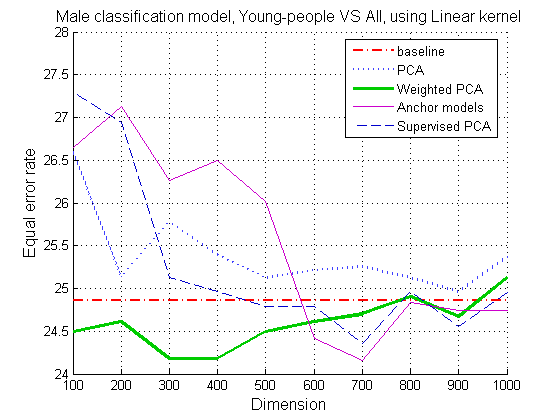 Male classification model, Young-people VS All, using Linear kernel
28
27.5
27
26.5
26
25.5
25
24.5
24
Equal error rate
baseline
PCA
Weighted PCA
Anchor models
Supervised PCA
100 200 300 400 500 600 700 800 900 1000
Dimension